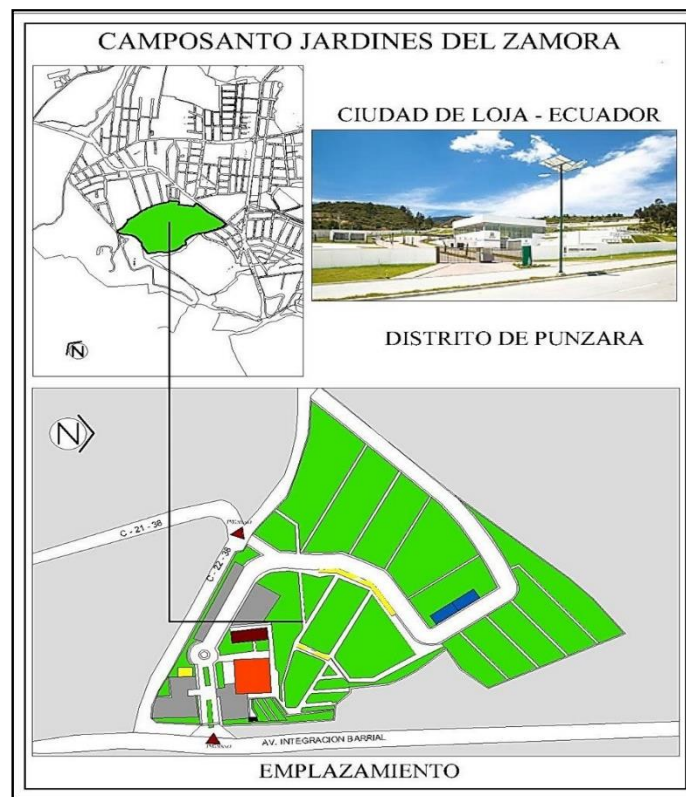 CAMPOSANTO JARDINES DEL ZAMORA
CIUDAD DE LOJA - ECUADOR
DISTRITO DE PUNZARA
N
N
C - 21 - 38
C - 22 - 38
AV. INTEGRACION BARRIAL
EMPLAZAMIENTO